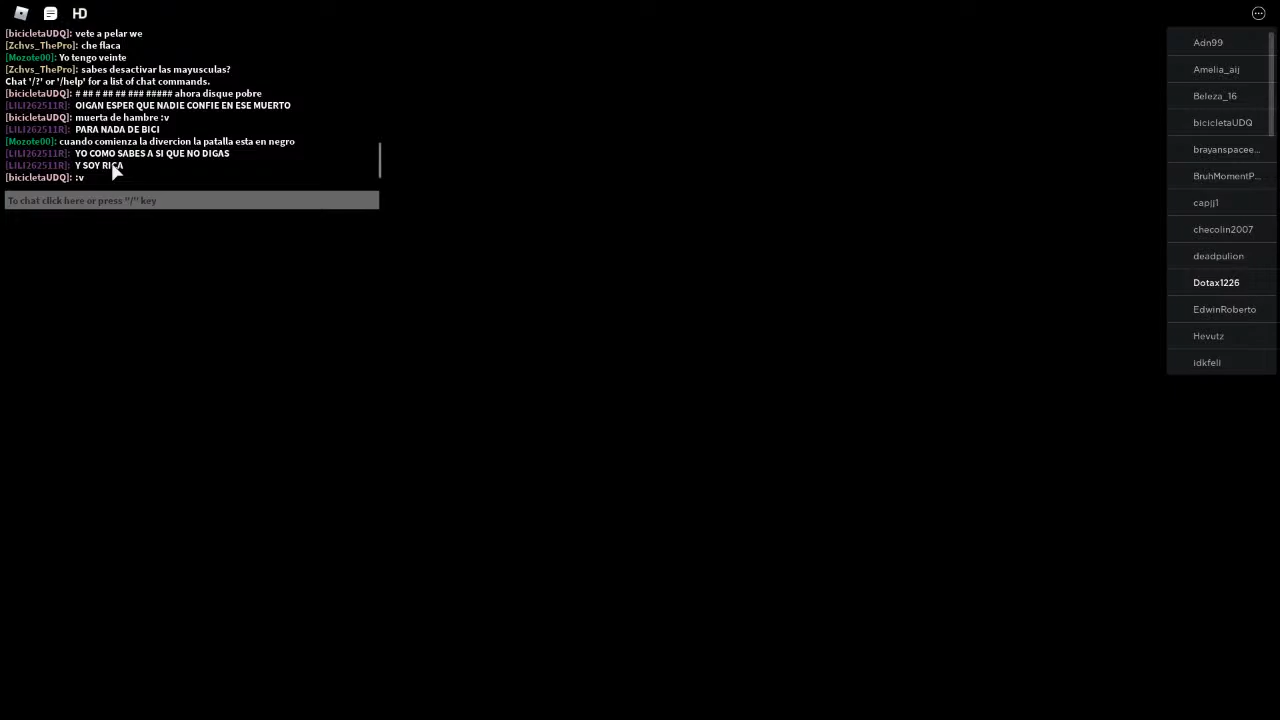 HD
[bicicletaUDQ]: vete a pelar we
[Zchvs_ThePro]: che flaca
[Mozote00]: Yo tengo veinte
[Zchvs_ThePro]: sabes desactivar las mayusculas?
Chat '/?' or '/help' for a list of chat commands.
[bicicletaUDQ]: # ## # ## ## ### ##### ahora disque pobre
[LILI262511R]: OIGAN ESPER QUE NADIE CONFIE EN ESE MUERTO
[bicicletaUDQ]: muerta de hambre :v
[LILI262511R]: PARA NADA DE BICI
[Mozote00]: cuando comienza la divercion la patalla esta en negro
[LILI262511R]: YO COMO SABES A SI QUE NO DIGAS
[LILI262511R]: Y SOY RICA
[bicicletaUDQ]: :v
To chat click here or press "/" key
Adn99
Amelia_aij
Beleza_16
bicicletaUDQ
brayanspacee...
BruhMomentP...
capjj1
checolin2007
deadpulion
Dotax1226
EdwinRoberto
Hevutz
idkfell